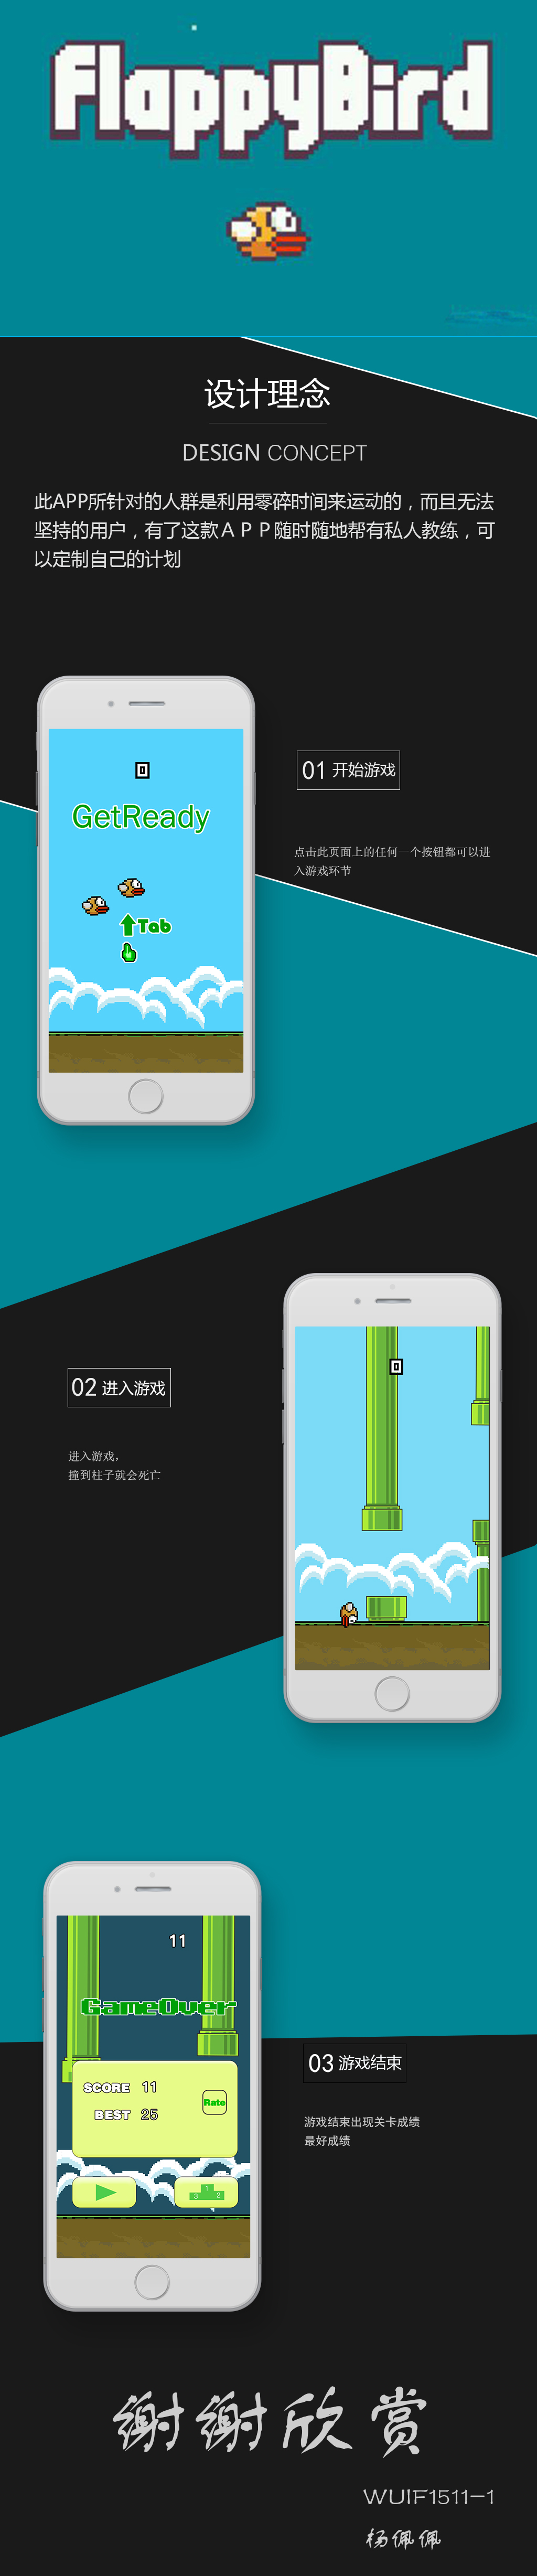 FlappyBird
设计理念
DESIGN CONCEPT
此APP所针对的人群是利用零碎时间来运动的，而且无法
坚持的用户，有了这款ＡＰＰ随时随地帮有私人教练，可
以定制自己的计划
0
GetReady
Tab
01 开始游戏
点击此页面上的任何一个按钮都可以进
入游戏环节
0
02 进入游戏
进入游戏，
撞到柱子就会死亡
11
GameOver
SCORE 11
BEST 25
Rate
1
3 2
03 游戏结束
游戏结束出现关卡成绩
最好成绩
谢谢欣赏
WUIF1511-1
杨佩佩